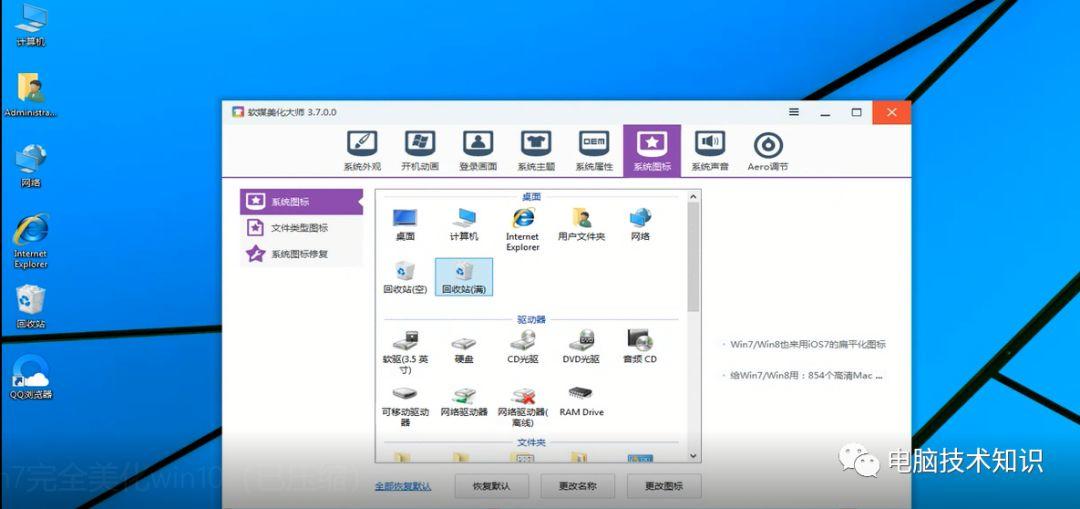 计算机
Administra...
网络
Internet
Explorer
回收站
QQ浏览器
软媒美化大师 3.7.0.0
系统外观
开机动画
登录画面
系统主题
OEM
系统属性
系统图标
系统声音
Aero调节
系统图标
文件类型图标
系统图标修复
桌面
桌面
计算机
Internet
Explorer
用户文件夹
网络
回收站(空)
回收站(满)
驱动器
软驱(3.5 英
寸)
硬盘
CD光驱
DVD光驱
音频 CD
可移动驱动
器
网络驱动器
网络驱动器(
离线)
RAM Drive
文件夹
· Win7/Win8也来用iOS7的扁平化图标
· 给Win7/Win8用：854个高清Mac ...
全部恢复默认
恢复默认
更改名称
更改图标
n7完全美化win10（已压缩）
电脑技术知识